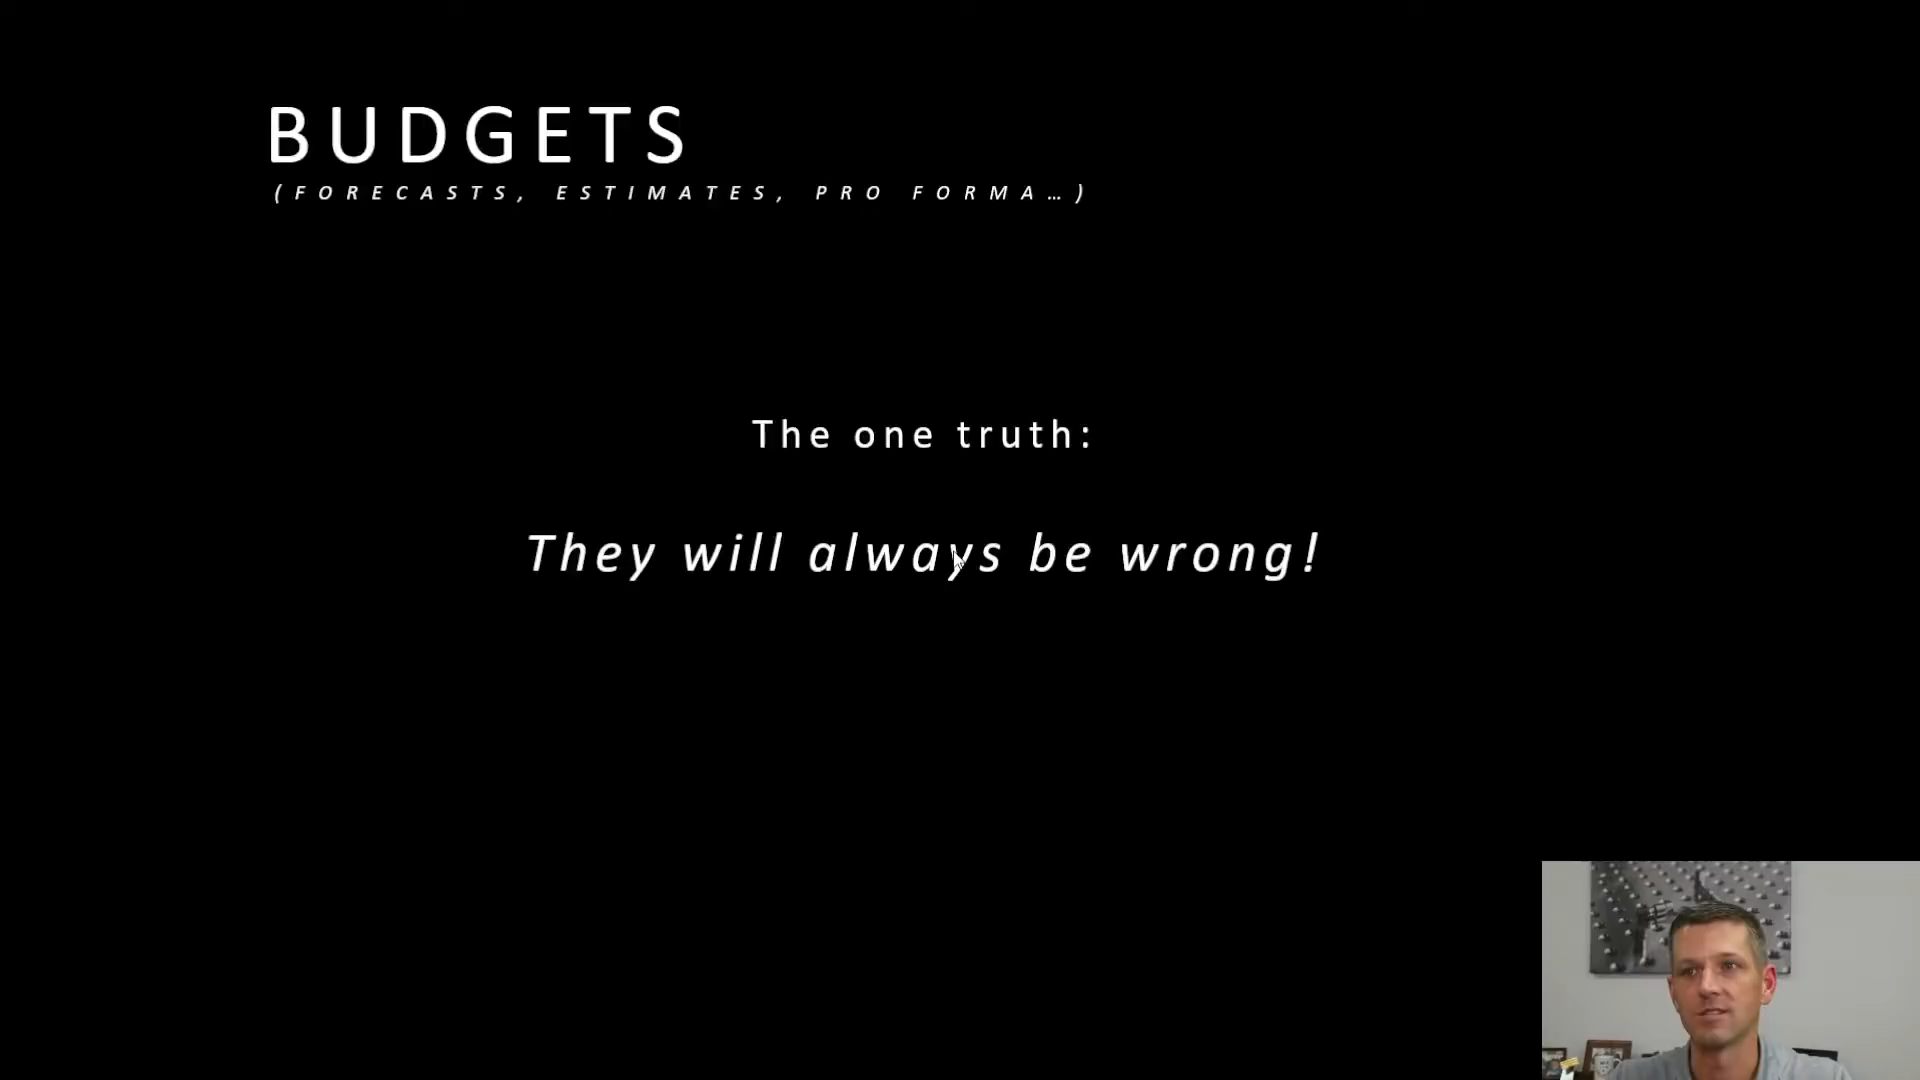 BUDGETS
(FORECASTS, ESTIMATES, PRO FORMA…)
The one truth:
They will always be wrong!